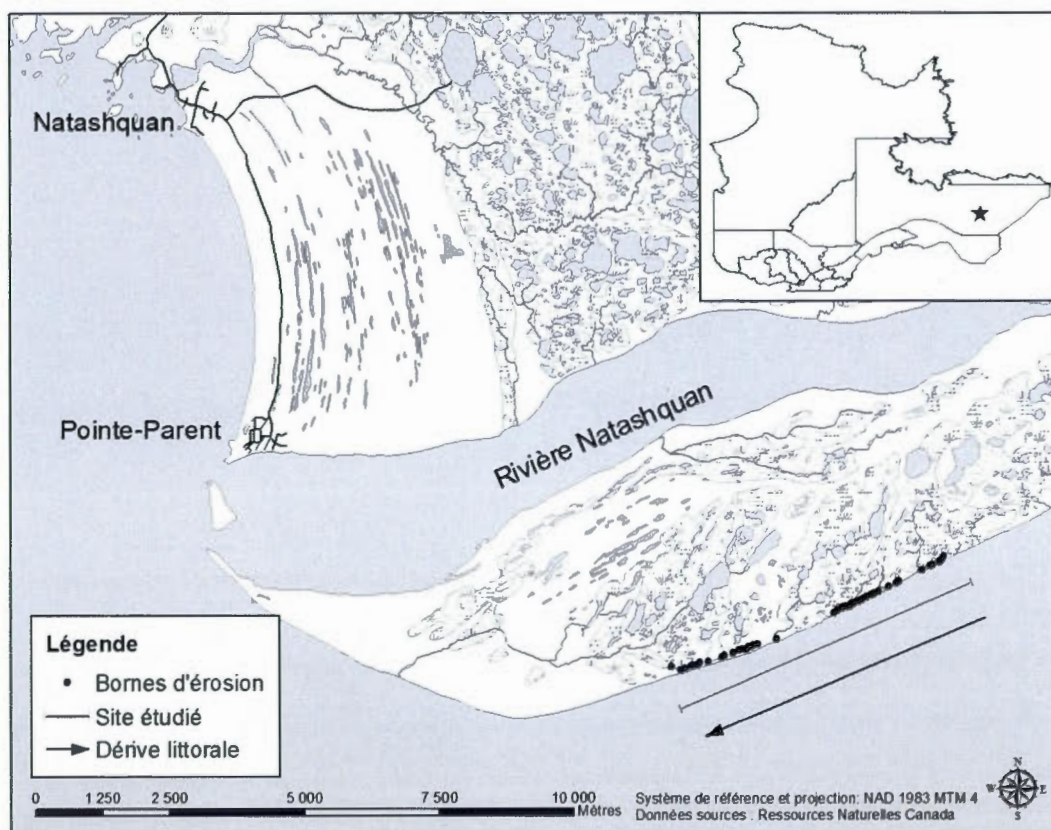 Natashquan
Pointe-Parent
Rivière Natashquan
Légende
Bornes d'érosion
Site étudié
Dérive littorale
0 1 250 2 500 5 000 7 500 10 000
Mètres
Système de référence et projection: NAD 1983 MTM 4
Données sources : Ressources Naturelles Canada
N
W E
S